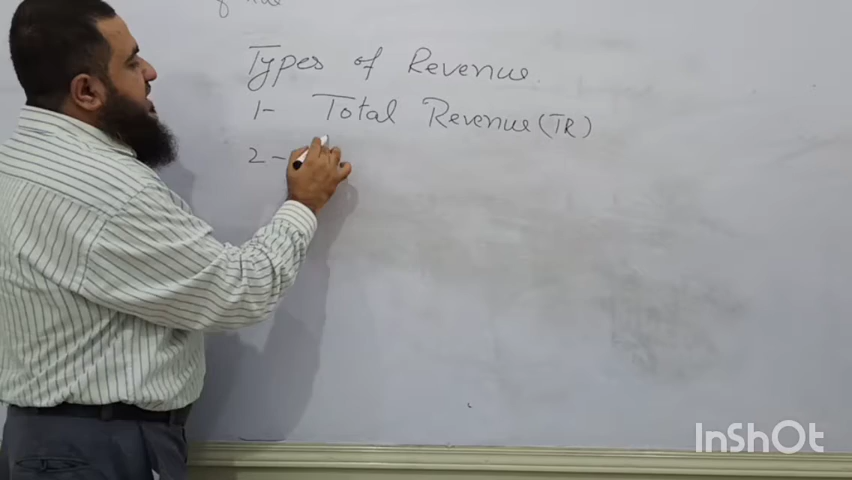 Types of Revenue.
1- Total Revenue (TR)
2-
InShOt